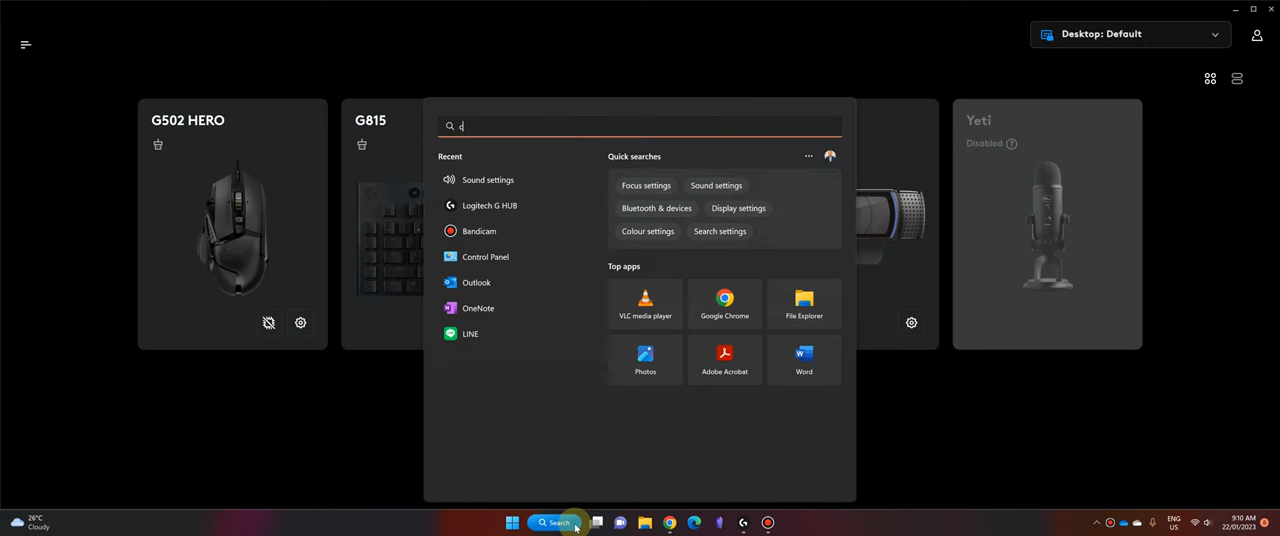 Desktop: Default
G502 HERO
G815
Yeti
Disabled
c
Recent
Sound settings
Logitech G HUB
Bandicam
Control Panel
Outlook
OneNote
LINE
Quick searches
Focus settings
Sound settings
Bluetooth & devices
Display settings
Colour settings
Search settings
Top apps
VLC media player
Google Chrome
File Explorer
Photos
Adobe Acrobat
Word
26°C
Cloudy
Search
ENG
US
9:10 AM
22/01/2023